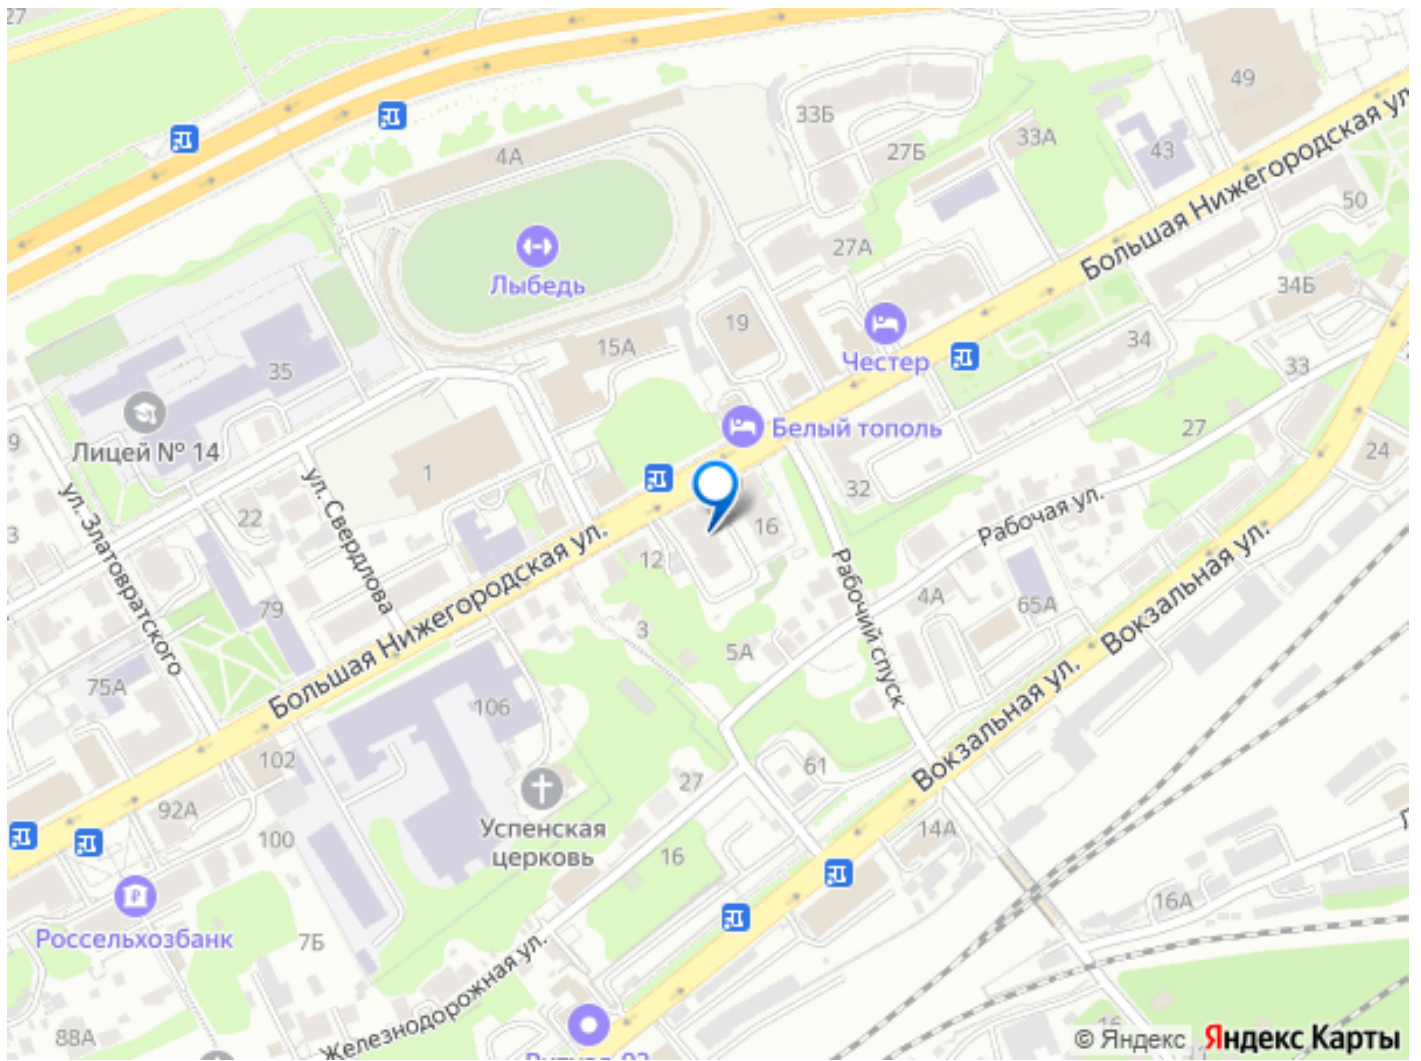 27
49
33Б
33А
43
27Б
4А
50
Большая Нижегородская ул.
27А
34Б
Лыбедь
19
34
15А
Честер
33
35
9
Лицей № 14
Белый тополь
27
24
1
32
ул. Златовратского
ул. Свердлова
22
3
16
12
Рабочая ул.
Большая Нижегородская ул.
Рабочий спуск
4А
65А
79
3
5А
Вокзальная ул.
Вокзальная ул.
75А
106
102
27
61
92А
100
Успенская
церковь
16
14А
16А
Россельхозбанк
7Б
Железнодорожная ул.
88А
16
© Яндекс Яндекс Карты